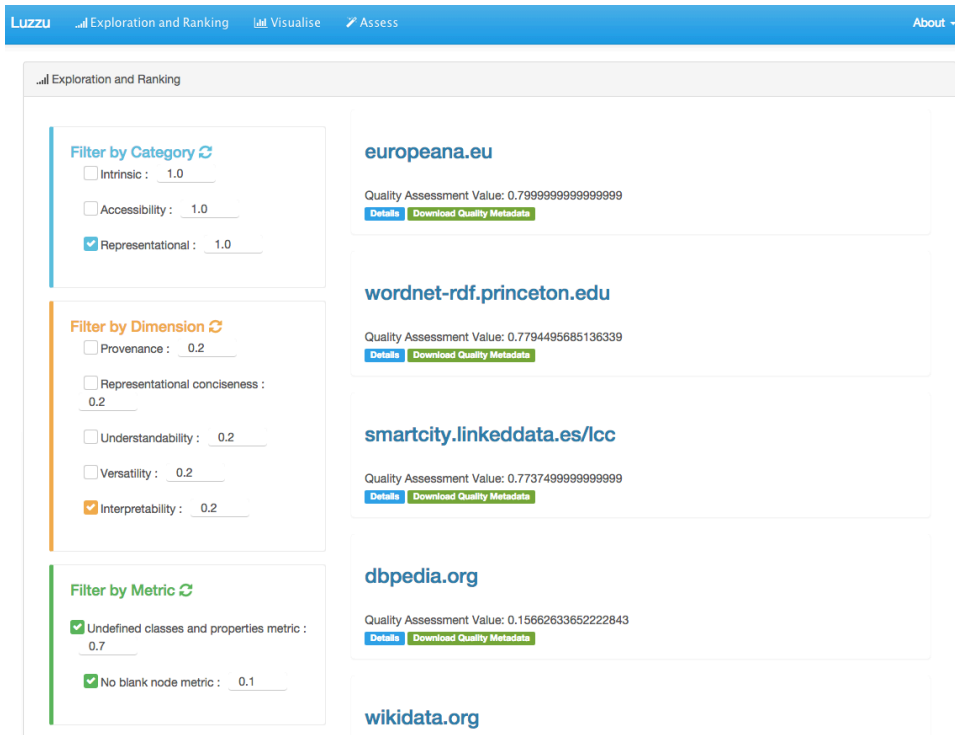 Luzzu Exploration and Ranking Visualise Assess About
Exploration and Ranking
Filter by Category
Intrinsic : 1.0
Accessibility : 1.0
Representational : 1.0
Filter by Dimension
Provenance : 0.2
Representational conciseness :
0.2
Understandability : 0.2
Versatility : 0.2
Interpretability : 0.2
Filter by Metric
Undefined classes and properties metric :
0.7
No blank node metric : 0.1
europeana.eu
Quality Assessment Value: 0.7999999999999999
Details Download Quality Metadata
wordnet-rdf.princeton.edu
Quality Assessment Value: 0.7794495685136339
Details Download Quality Metadata
smartcity.linkeddata.es/lcc
Quality Assessment Value: 0.7737499999999999
Details Download Quality Metadata
dbpedia.org
Quality Assessment Value: 0.15662633652222843
Details Download Quality Metadata
wikidata.org